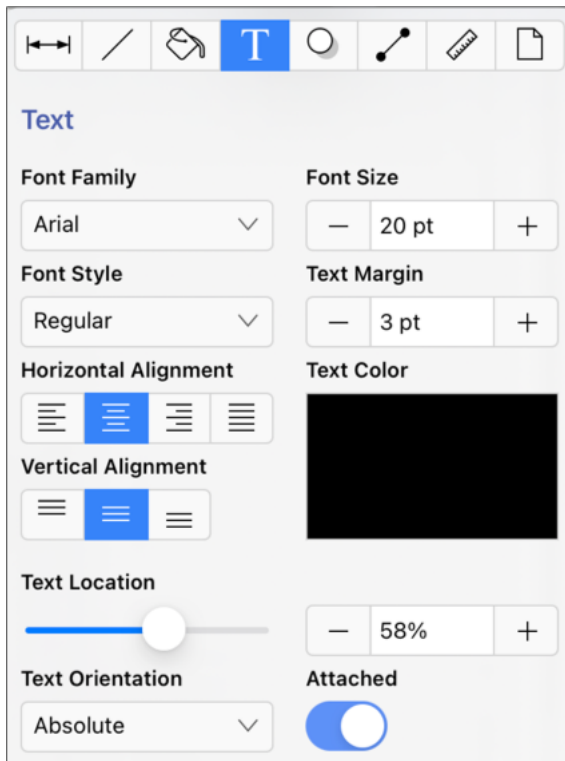 T
Text
Font Family
Font Size
Arial
20 pt
Font Style
Text Margin
Regular
3 pt
Horizontal Alignment
Text Color
Vertical Alignment
Text Location
58%
Text Orientation
Attached
Absolute